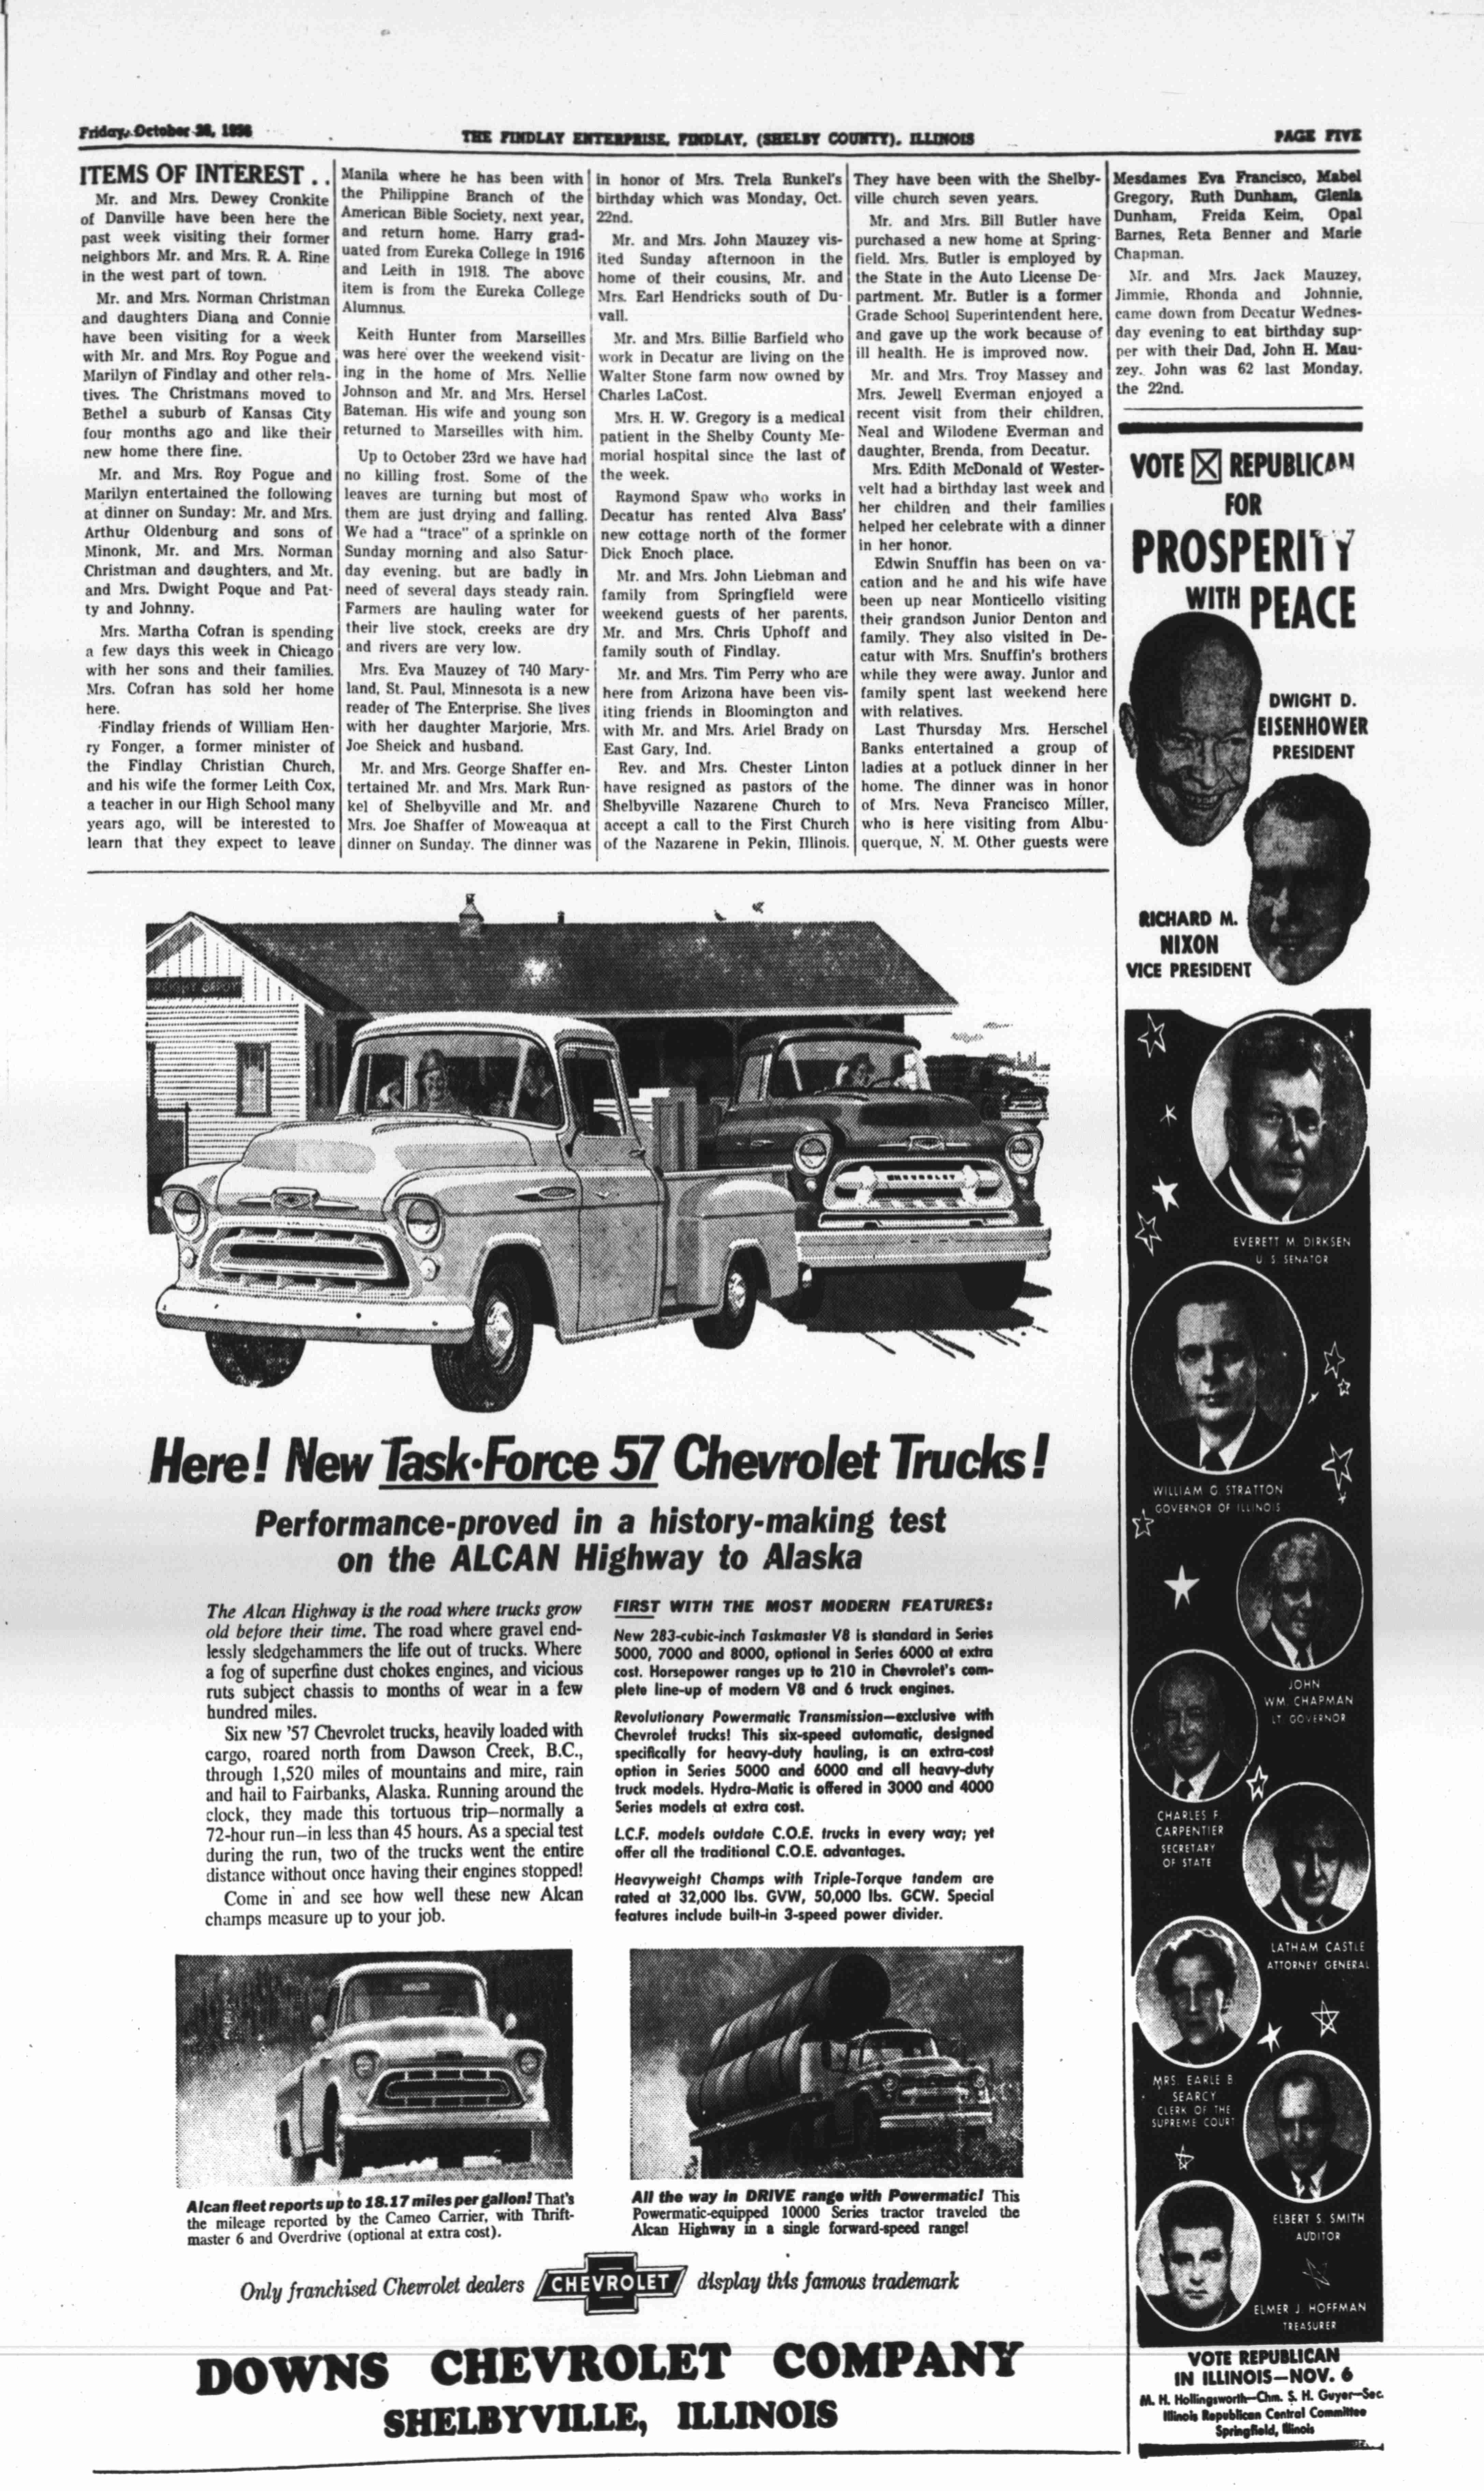 Friday, October 26, 1956
THE FINDLAY ENTERPRISE, FINDLAY, (SHELBY COUNTY), ILLINOIS
PAGE FIVE
ITEMS OF INTEREST . .
Mr. and Mrs. Dewey Cronkite
of Danville have been here the
past week visiting their former
neighbors Mr. and Mrs. R. A. Rine
in the west part of town.
Mr. and Mrs. Norman Christman
and daughters Diana and Connie
have been visiting for a week
with Mr. and Mrs. Roy Pogue and
Marilyn of Findlay and other rela-
tives. The Christmans moved to
Bethel a suburb of Kansas City
four months ago and like their
new home there fine.
Mr. and Mrs. Roy Pogue and
Marilyn entertained the following
at dinner on Sunday: Mr. and Mrs.
Arthur Oldenburg and sons of
Minonk, Mr. and Mrs. Norman
Christman and daughters, and Mr.
and Mrs. Dwight Poque and Pat-
ty and Johnny.
Mrs. Martha Cofran is spending
a few days this week in Chicago
with her sons and their families.
Mrs. Cofran has sold her home
here.
Findlay friends of William Hen-
ry Fonger, a former minister of
the Findlay Christian Church,
and his wife the former Leith Cox,
a teacher in our High School many
years ago, will be interested to
learn that they expect to leave
Manila where he has been with
the Philippine Branch of the
American Bible Society, next year,
and return home. Harry grad-
uated from Eureka College in 1916
and Leith in 1918. The above
item is from the Eureka College
Alumnus.
Keith Hunter from Marseilles
was here over the weekend visit-
ing in the home of Mrs. Nellie
Johnson and Mr. and Mrs. Hersel
Bateman. His wife and young son
returned to Marseilles with him.
Up to October 23rd we have had
no killing frost. Some of the
leaves are turning but most of
them are just drying and falling.
We had a "trace" of a sprinkle on
Sunday morning and also Satur-
day evening, but are badly in
need of several days steady rain.
Farmers are hauling water for
their live stock, creeks are dry
and rivers are very low.
Mrs. Eva Mauzey of 740 Mary-
land, St. Paul, Minnesota is a new
reader of The Enterprise. She lives
with her daughter Marjorie, Mrs.
Joe Sheick and husband.
Mr. and Mrs. George Shaffer en-
tertained Mr. and Mrs. Mark Run-
kel of Shelbyville and Mr. and
Mrs. Joe Shaffer of Moweaqua at
dinner on Sunday. The dinner was
in honor of Mrs. Trela Runkel's
birthday which was Monday, Oct.
22nd.
Mr. and Mrs. John Mauzey vis-
ited Sunday afternoon in the
home of their cousins, Mr. and
Mrs. Earl Hendricks south of Du-
vall.
Mr. and Mrs. Billie Barfield who
work in Decatur are living on the
Walter Stone farm now owned by
Charles LaCost.
Mrs. H. W. Gregory is a medical
patient in the Shelby County Me-
morial hospital since the last of
the week.
Raymond Spaw who works in
Decatur has rented Alva Bass'
new cottage north of the former
Dick Enoch place.
Mr. and Mrs. John Liebman and
family from Springfield were
weekend guests of her parents,
Mr. and Mrs. Chris Uphoff and
family south of Findlay.
Mr. and Mrs. Tim Perry who are
here from Arizona have been vis-
iting friends in Bloomington and
with Mr. and Mrs. Ariel Brady on
East Gary, Ind.
Rev. and Mrs. Chester Linton
have resigned as pastors of the
Shelbyville Nazarene Church to
accept a call to the First Church
of the Nazarene in Pekin, Illinois.
They have been with the Shelby-
ville church seven years.
Mr. and Mrs. Bill Butler have
purchased a new home at Spring-
field. Mrs. Butler is employed by
the State in the Auto License De-
partment. Mr. Butler is a former
Grade School Superintendent here,
and gave up the work because of
ill health. He is improved now.
Mr. and Mrs. Troy Massey and
Mrs. Jewell Everman enjoyed a
recent visit from their children,
Neal and Wilodene Everman and
daughter, Brenda, from Decatur.
Mrs. Edith McDonald of Wester-
velt had a birthday last week and
her children and their families
helped her celebrate with a dinner
in her honor.
Edwin Snuffin has been on va-
cation and he and his wife have
been up near Monticello visiting
their grandson Junior Denton and
family. They also visited in De-
catur with Mrs. Snuffin's brothers
while they were away. Junior and
family spent last weekend here
with relatives.
Last Thursday Mrs. Herschel
Banks entertained a group of
ladies at a potluck dinner in her
home. The dinner was in honor
of Mrs. Neva Francisco Miller,
who is here visiting from Albu-
querque, N. M. Other guests were
Mesdames Eva Francisco, Mabel
Gregory, Ruth Dunham, Glenla
Dunham, Freida Keim, Opal
Barnes, Reta Benner and Marie
Chapman.
Mr. and Mrs. Jack Mauzey,
Jimmie, Rhonda and Johnnie,
came down from Decatur Wednes-
day evening to eat birthday sup-
per with their Dad, John H. Mau-
zey. John was 62 last Monday,
the 22nd.
VOTE X REPUBLICAN
FOR
PROSPERITY
WITH PEACE
DWIGHT D.
EISENHOWER
PRESIDENT
RICHARD M.
NIXON
VICE PRESIDENT
EVERETT M. DIRKSEN
U. S. SENATOR
WILLIAM G. STRATTON
GOVERNOR OF ILLINOIS
JOHN
WM. CHAPMAN
LT. GOVERNOR
CHARLES F.
CARPENTIER
SECRETARY
OF STATE
LATHAM CASTLE
ATTORNEY GENERAL
MRS. EARLE B.
SEARCY
CLERK OF THE
SUPREME COURT
ELBERT S. SMITH
AUDITOR
ELMER J. HOFFMAN
TREASURER
VOTE REPUBLICAN
IN ILLINOIS—NOV. 6
M. H. Hollingsworth—Chm. S. H. Guyer—Sec.
Illinois Republican Central Committee
Springfield, Illinois
FREIGHT DEPOT
CHEVROLET
Here! New Task·Force 57 Chevrolet Trucks!
Performance-proved in a history-making test
on the ALCAN Highway to Alaska
The Alcan Highway is the road where trucks grow
old before their time. The road where gravel end-
lessly sledgehammers the life out of trucks. Where
a fog of superfine dust chokes engines, and vicious
ruts subject chassis to months of wear in a few
hundred miles.
Six new '57 Chevrolet trucks, heavily loaded with
cargo, roared north from Dawson Creek, B.C.,
through 1,520 miles of mountains and mire, rain
and hail to Fairbanks, Alaska. Running around the
clock, they made this tortuous trip—normally a
72-hour run—in less than 45 hours. As a special test
during the run, two of the trucks went the entire
distance without once having their engines stopped!
Come in and see how well these new Alcan
champs measure up to your job.
FIRST WITH THE MOST MODERN FEATURES:
New 283-cubic-inch Taskmaster V8 is standard in Series
5000, 7000 and 8000, optional in Series 6000 at extra
cost. Horsepower ranges up to 210 in Chevrolet's com-
plete line-up of modern V8 and 6 truck engines.
Revolutionary Powermatic Transmission—exclusive with
Chevrolet trucks! This six-speed automatic, designed
specifically for heavy-duty hauling, is an extra-cost
option in Series 5000 and 6000 and all heavy-duty
truck models. Hydra-Matic is offered in 3000 and 4000
Series models at extra cost.
L.C.F. models outdate C.O.E. trucks in every way; yet
offer all the traditional C.O.E. advantages.
Heavyweight Champs with Triple-Torque tandem are
rated at 32,000 lbs. GVW, 50,000 lbs. GCW. Special
features include built-in 3-speed power divider.
Alcan fleet reports up to 18.17 miles per gallon! That's
the mileage reported by the Cameo Carrier, with Thrift-
master 6 and Overdrive (optional at extra cost).
All the way in DRIVE range with Powermatic! This
Powermatic-equipped 10000 Series tractor traveled the
Alcan Highway in a single forward-speed range!
Only franchised Chevrolet dealers CHEVROLET display this famous trademark
DOWNS CHEVROLET COMPANY
SHELBYVILLE, ILLINOIS